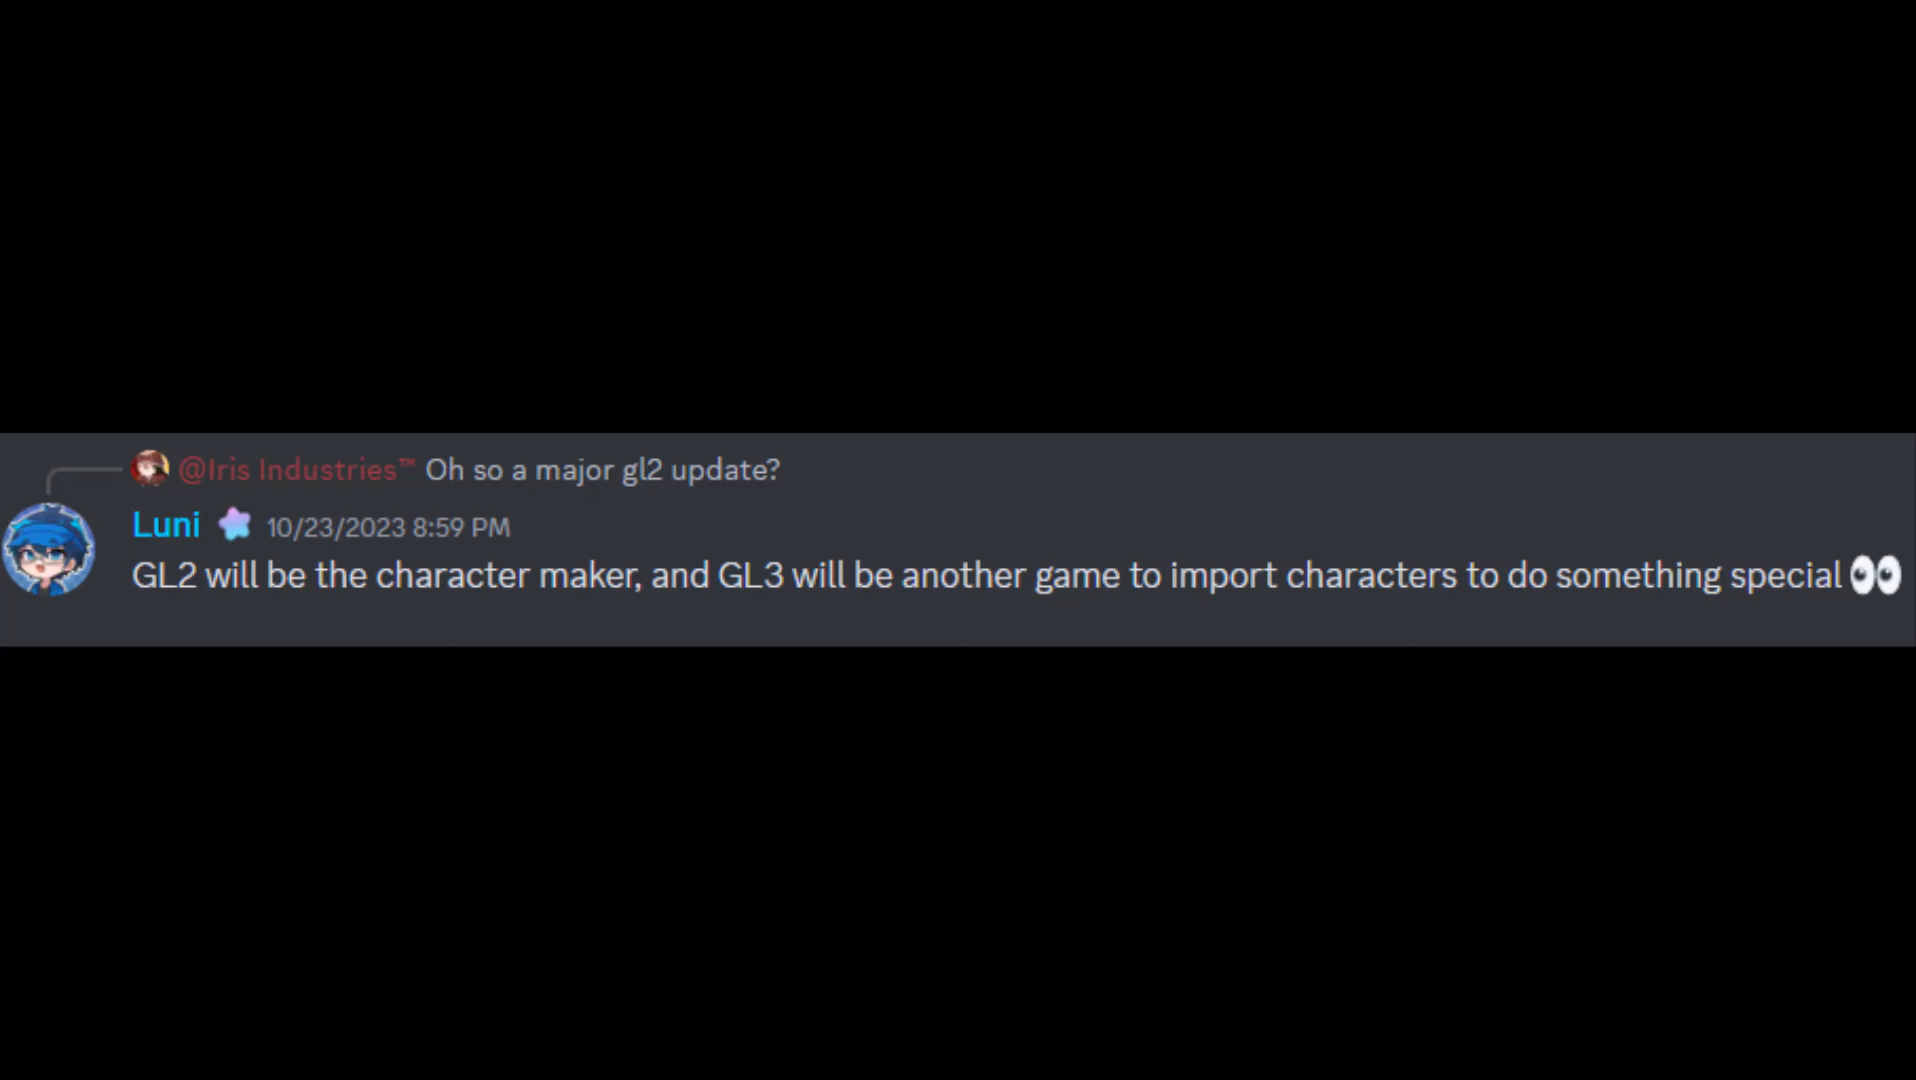 @Iris Industries™ Oh so a major gl2 update?
Luni 10/23/2023 8:59 PM
GL2 will be the character maker, and GL3 will be another game to import characters to do something special 👀